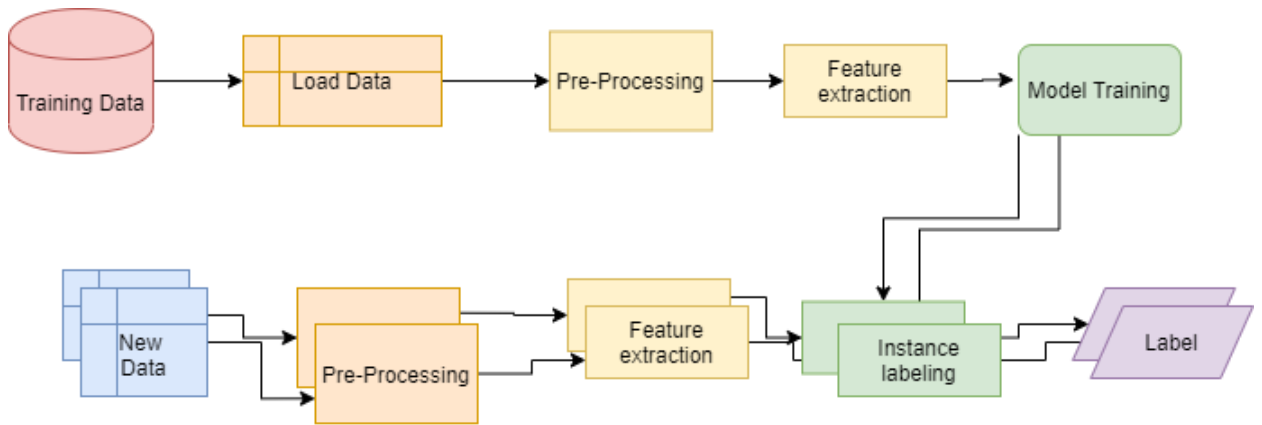 Training Data
Load Data
Pre-Processing
Feature
extraction
Model Training
New
Data
Pre-Processing
Feature
extraction
Instance
labeling
Label